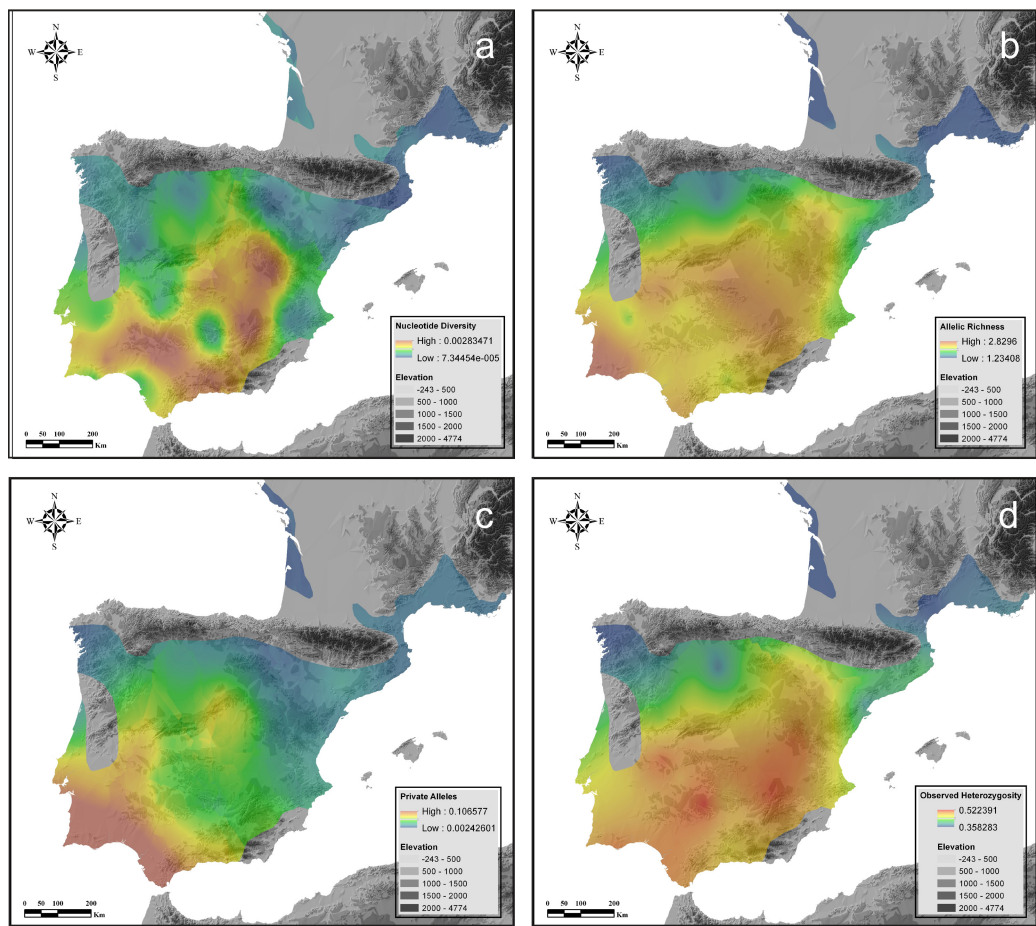 N
W E
S
a
Nucleotide Diversity
High : 0.00283471
Low : 7.34454e-005
Elevation
-243 - 500
500 - 1000
1000 - 1500
1500 - 2000
2000 - 4774
0 50 100 200
Km
N
W E
S
b
Allelic Richness
High : 2.8296
Low : 1.23408
Elevation
-243 - 500
500 - 1000
1000 - 1500
1500 - 2000
2000 - 4774
0 50 100 200
Km
N
W E
S
c
Private Alleles
High : 0.106577
Low : 0.00242601
Elevation
-243 - 500
500 - 1000
1000 - 1500
1500 - 2000
2000 - 4774
0 50 100 200
Km
N
W E
S
d
Observed Heterozygosity
0.522391
0.358283
Elevation
-243 - 500
500 - 1000
1000 - 1500
1500 - 2000
2000 - 4774
0 50 100 200
Km